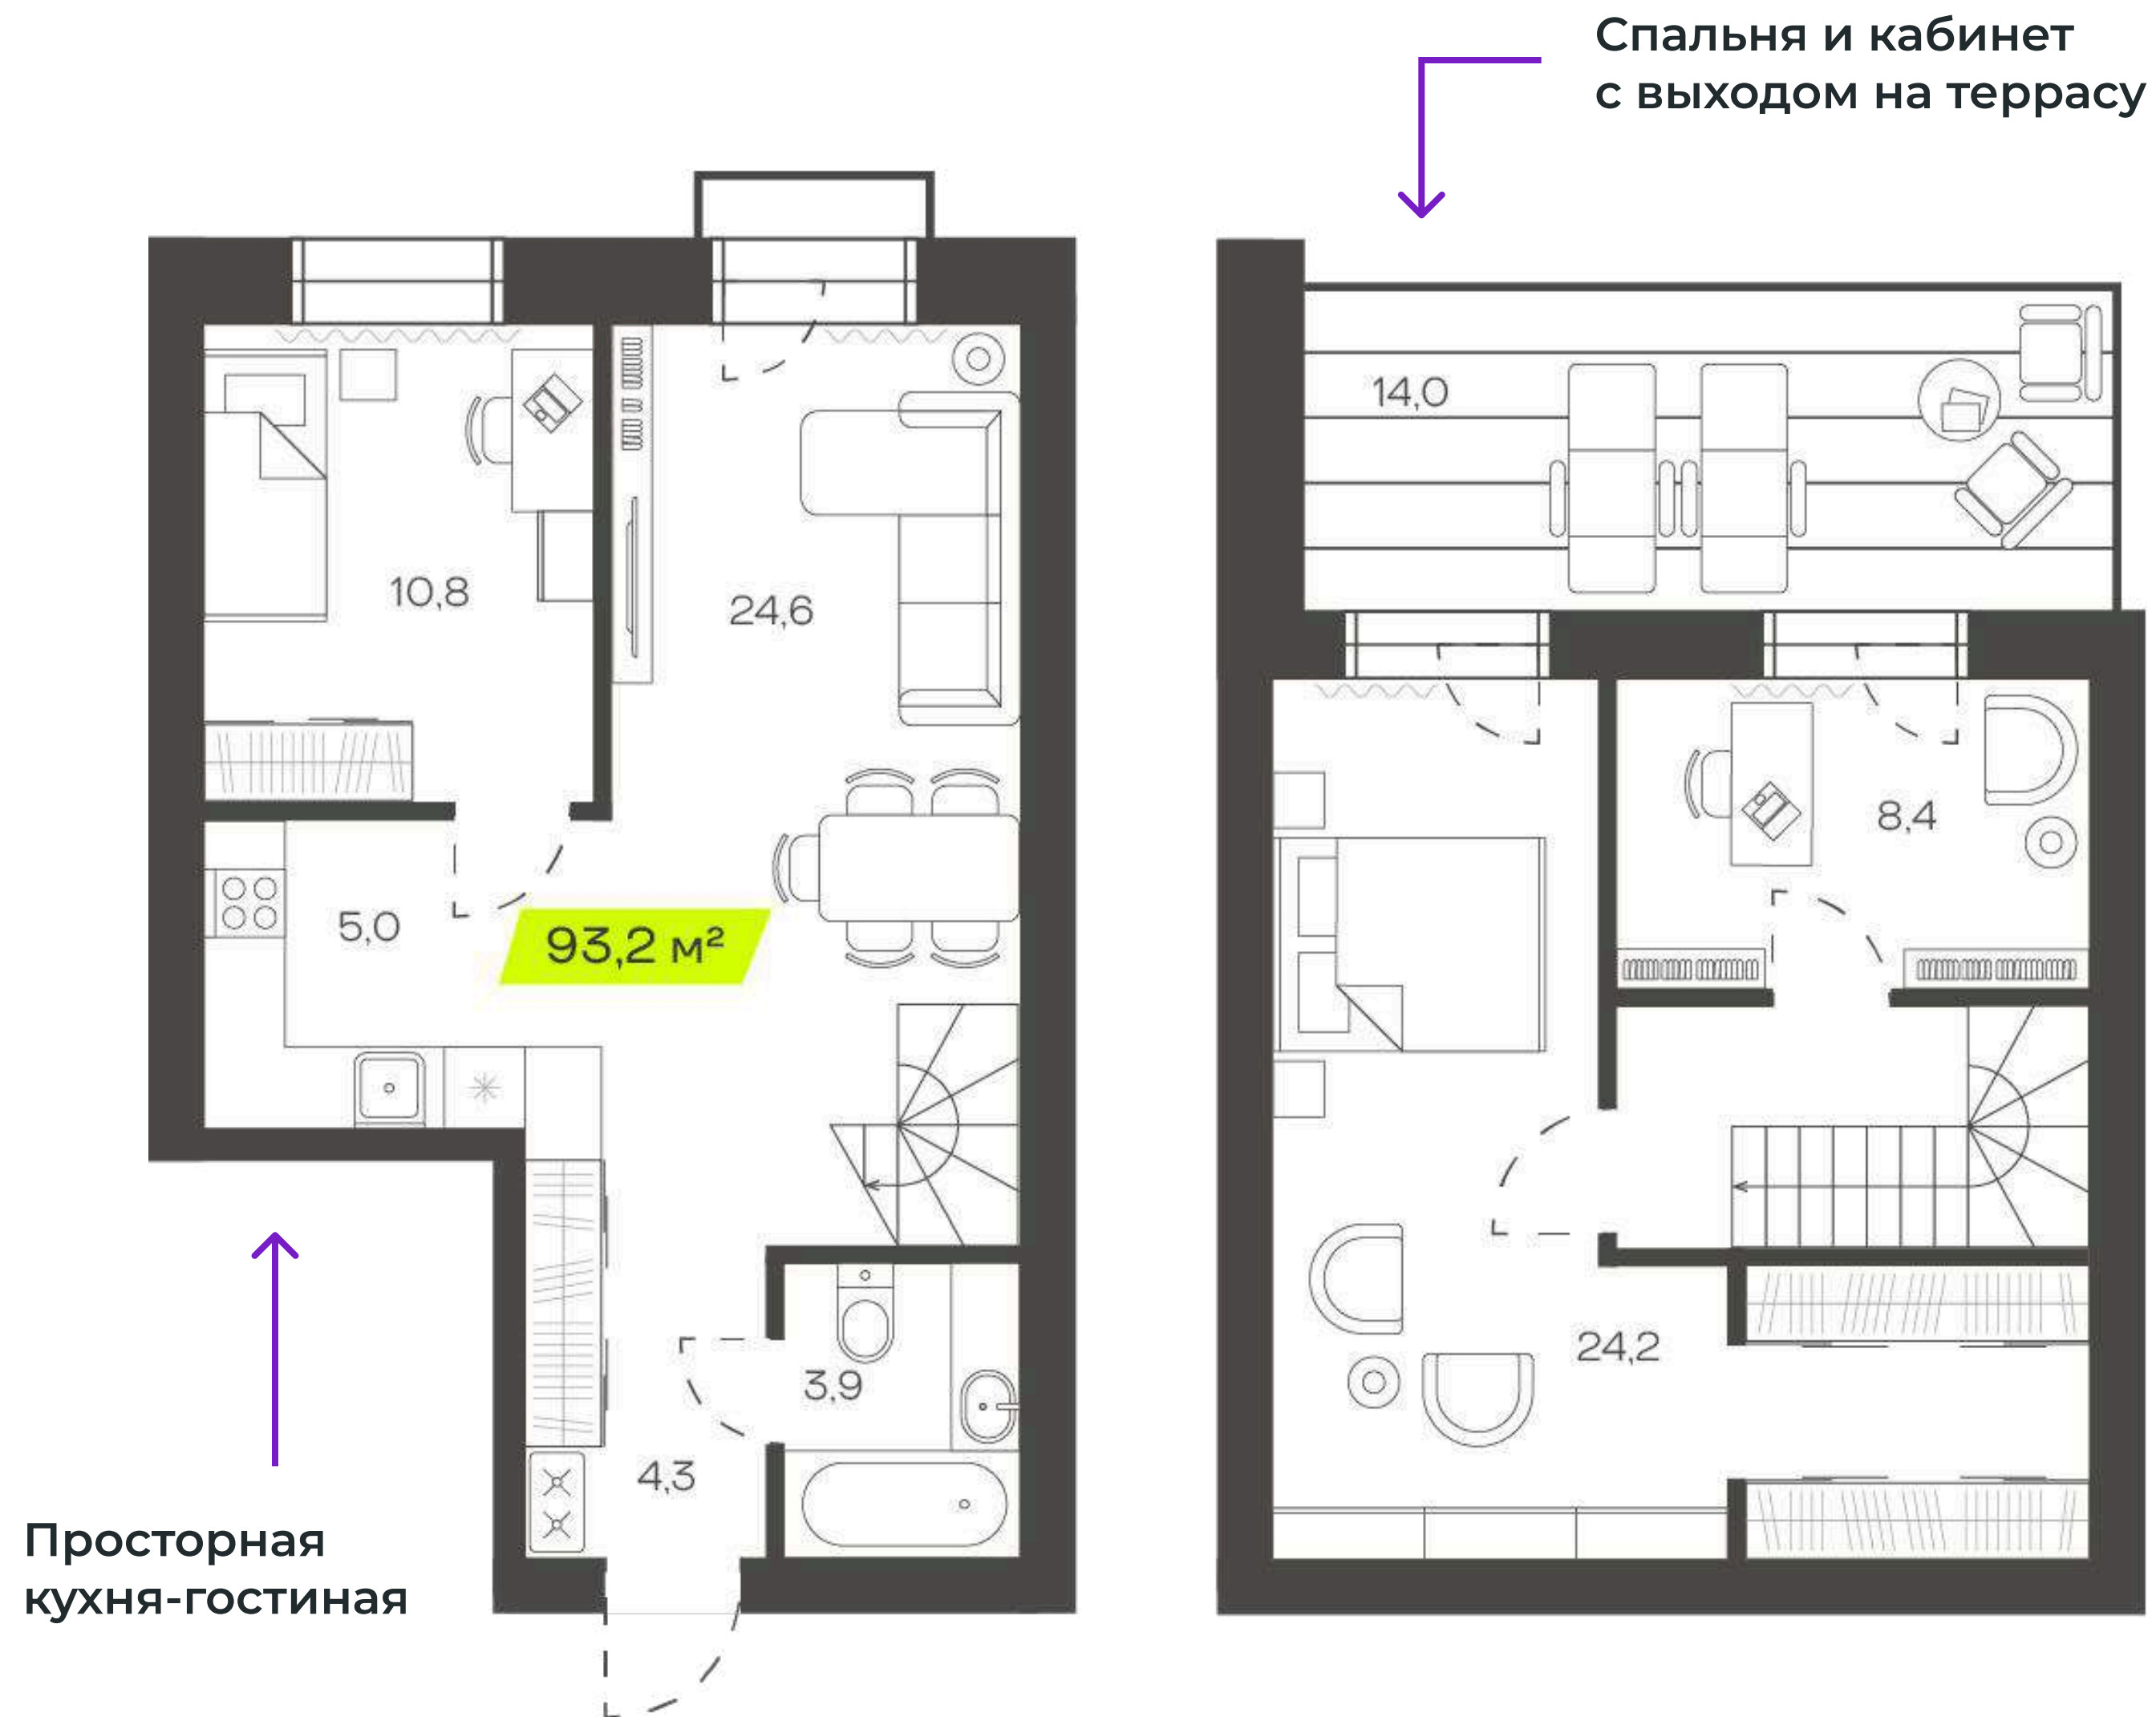 Спальня и кабинет
с выходом на террасу
14,0
10,8
24,6
8,4
5,0
93,2 м²
24,2
3,9
4,3
Просторная
кухня-гостиная